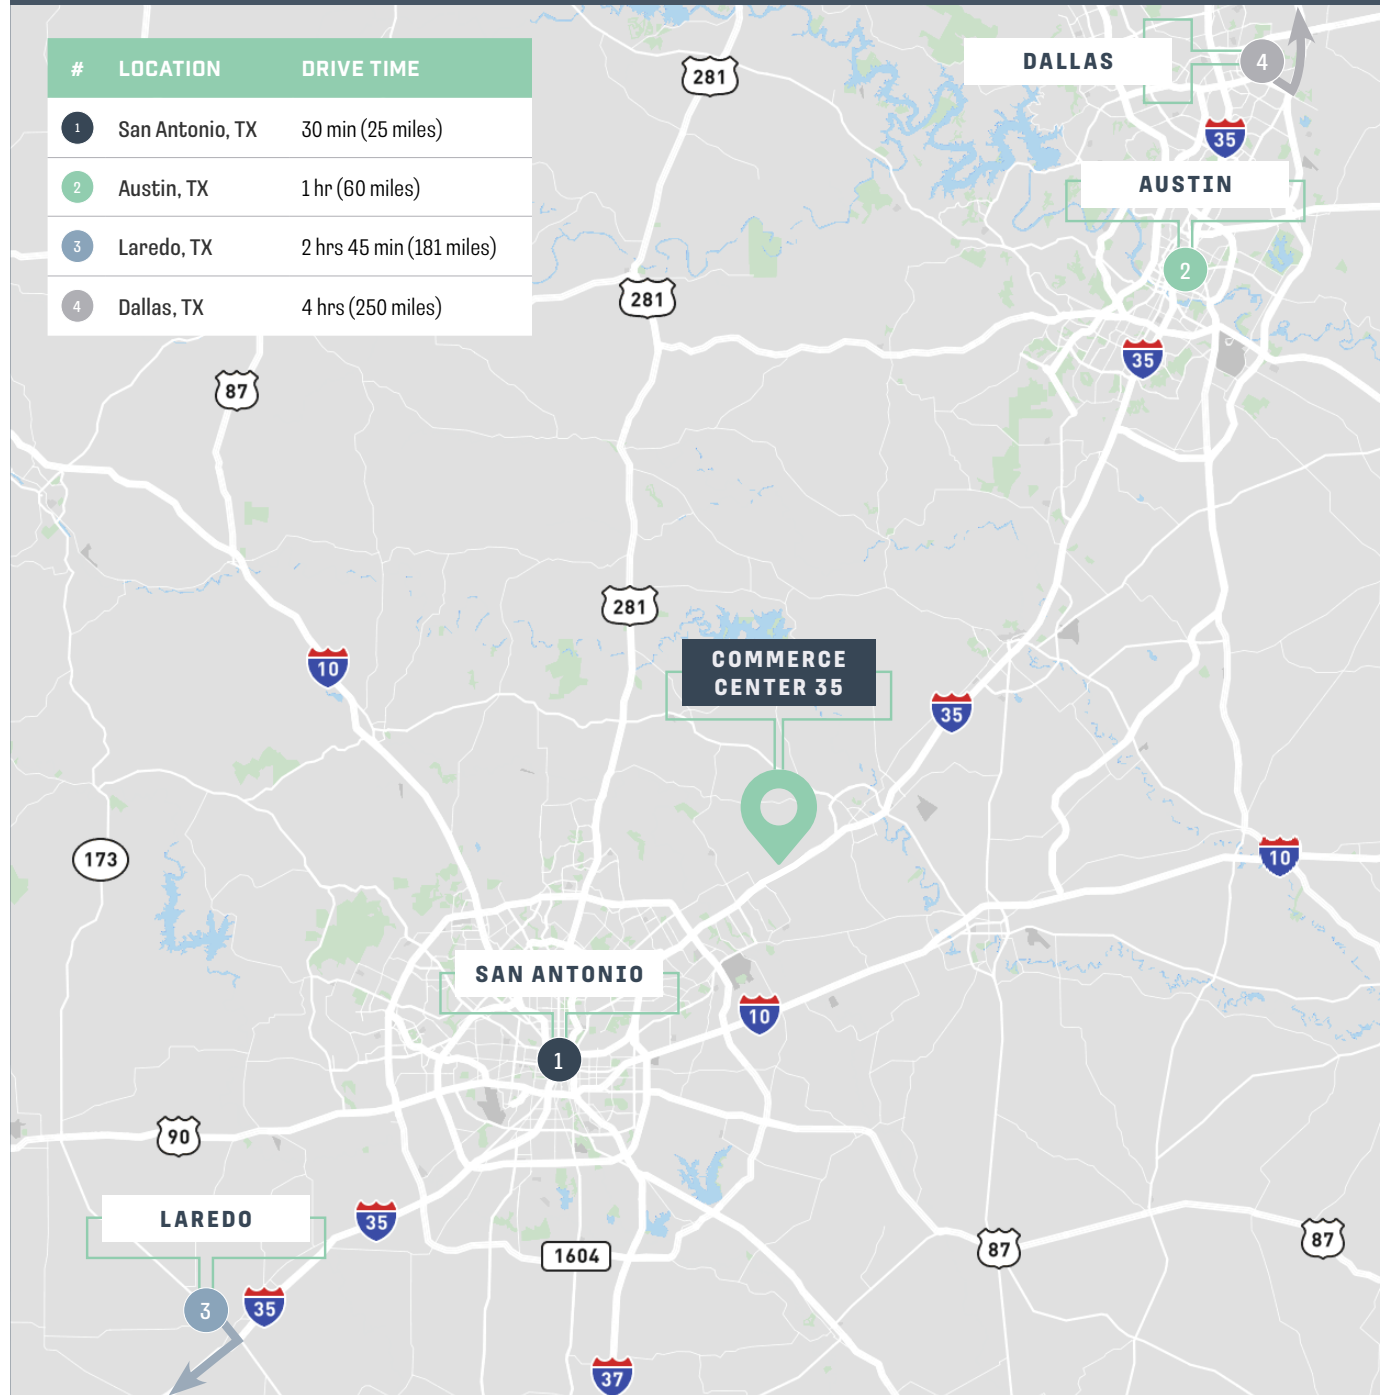 # LOCATION DRIVE TIME
1 San Antonio, TX 30 min (25 miles)
2 Austin, TX 1 hr (60 miles)
3 Laredo, TX 2 hrs 45 min (181 miles)
4 Dallas, TX 4 hrs (250 miles)
DALLAS
4
281
35
AUSTIN
2
281
35
87
281
10
COMMERCE
CENTER 35
35
173
10
SAN ANTONIO
10
1
90
LAREDO
35
1604
87
87
3
35
37